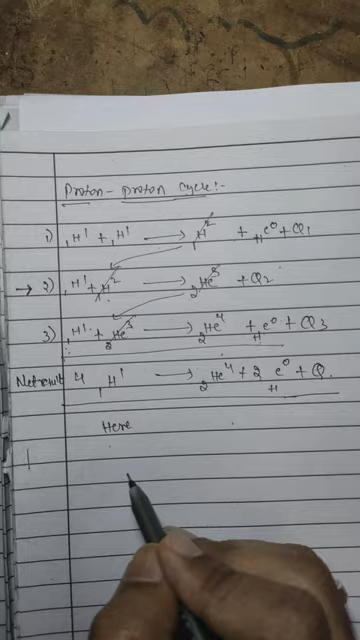 Proton - Proton Cycle :-
1) ₁H¹ + ₁H¹ ⟶ ₁H² + ₊₁e⁰ + Q₁
→ 2) ₁H¹ + ₁H² ⟶ ₂He³ + Q₂
3) ₁H¹ + ₂He³ ⟶ ₂He⁴ + ₊₁e⁰ + Q₃
Net result 4 ₁H¹ ⟶ ₂He⁴ + 2 ₊₁e⁰ + Q.
Here